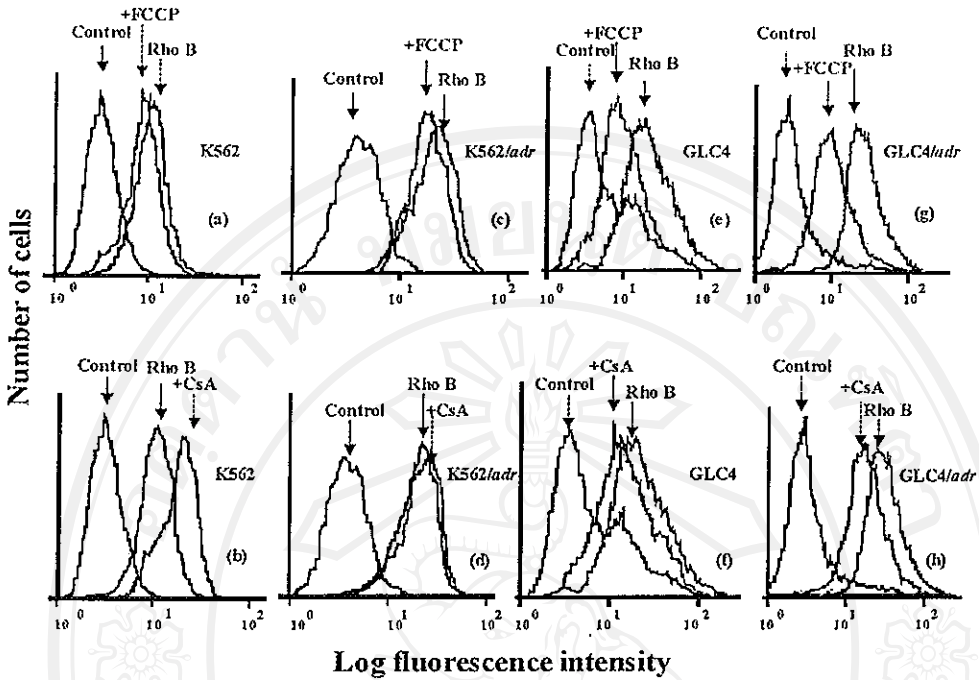 +FCCP
Control
Rho B
K562
(a)
10^0 10^1 10^2
+FCCP
Control
Rho B
K562/adr
(c)
10^0 10^1 10^2
+FCCP
Control
Rho B
GLC4
(e)
10^0 10^1 10^2
Control
Rho B
+FCCP
GLC4/adr
(g)
10^0 10^1 10^2
Number of cells
Control
Rho B
+CsA
K562
(b)
10^0 10^1 10^2
Rho B
Control
+CsA
K562/adr
(d)
10^0 10^1 10^2
+CsA
Control
Rho B
GLC4
(f)
10^0 10^1 10^2
Control
+CsA
Rho B
GLC4/adr
(h)
10^0 10^1 10^2
Log fluorescence intensity